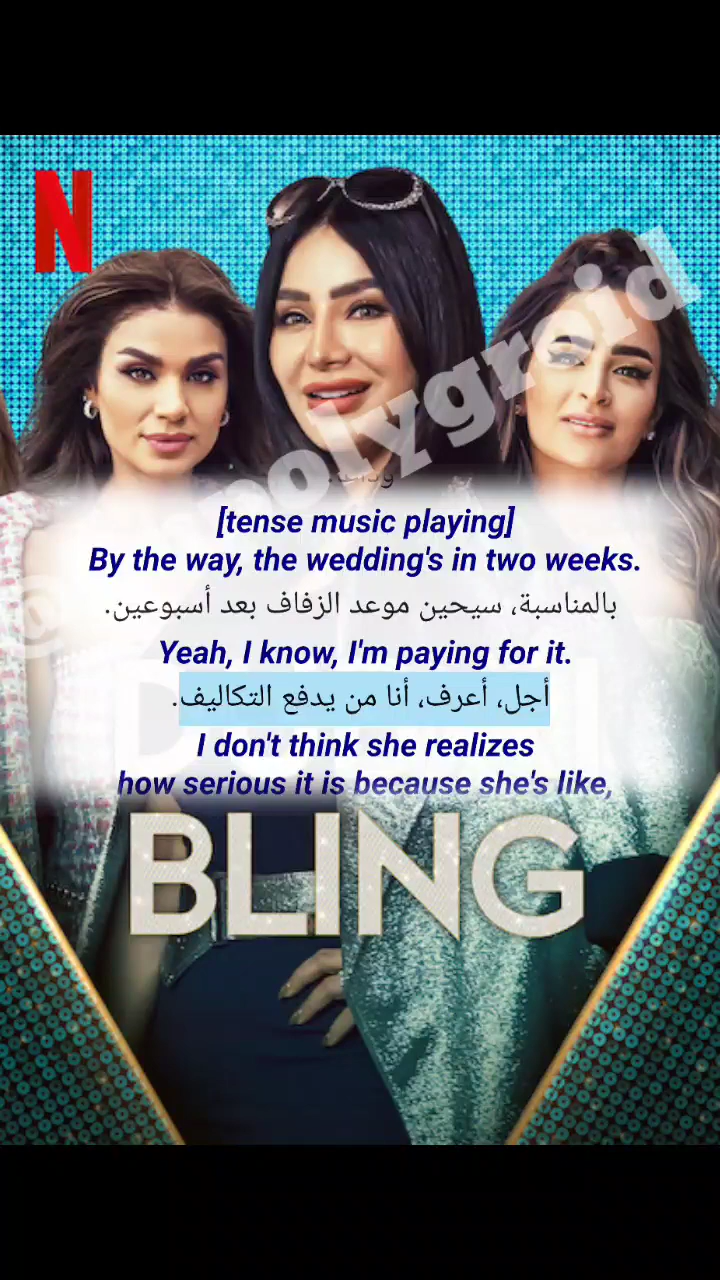 N
[tense music playing]
By the way, the wedding's in two weeks.
بالمناسبة، سيحين موعد الزفاف بعد أسبوعين.
Yeah, I know, I'm paying for it.
أجل، أعرف، أنا من يدفع التكاليف.
I don't think she realizes
how serious it is because she's like,
BLING
polygroid